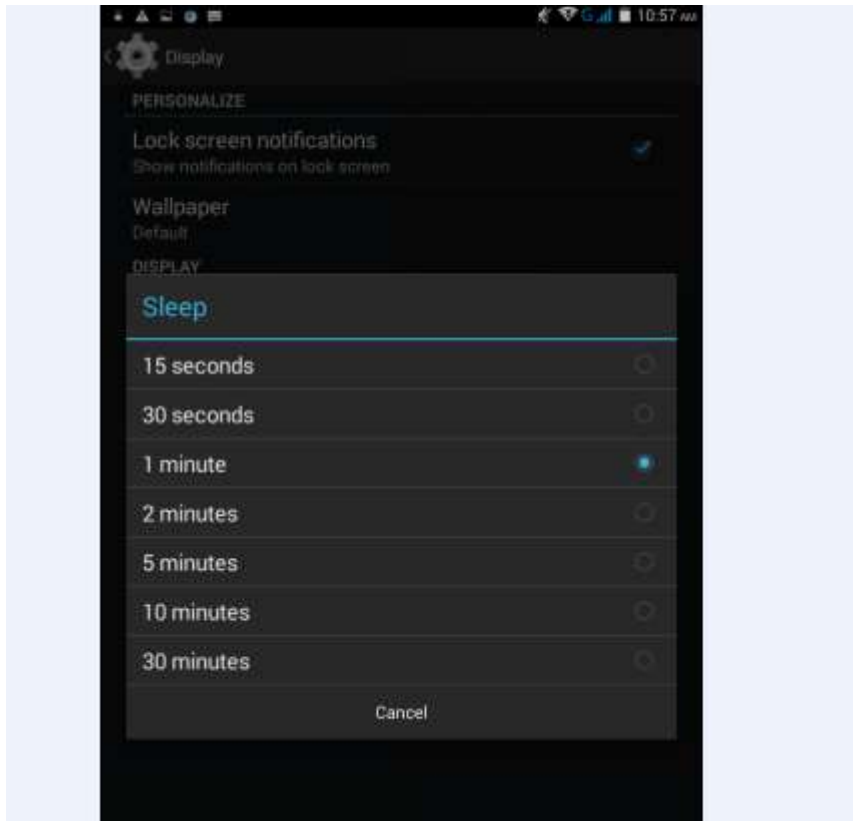 G 10:57 AM
Display
PERSONALIZE
Lock screen notifications
Show notifications on lock screen
Wallpaper
Default
DISPLAY
Sleep
15 seconds
30 seconds
1 minute
2 minutes
5 minutes
10 minutes
30 minutes
Cancel